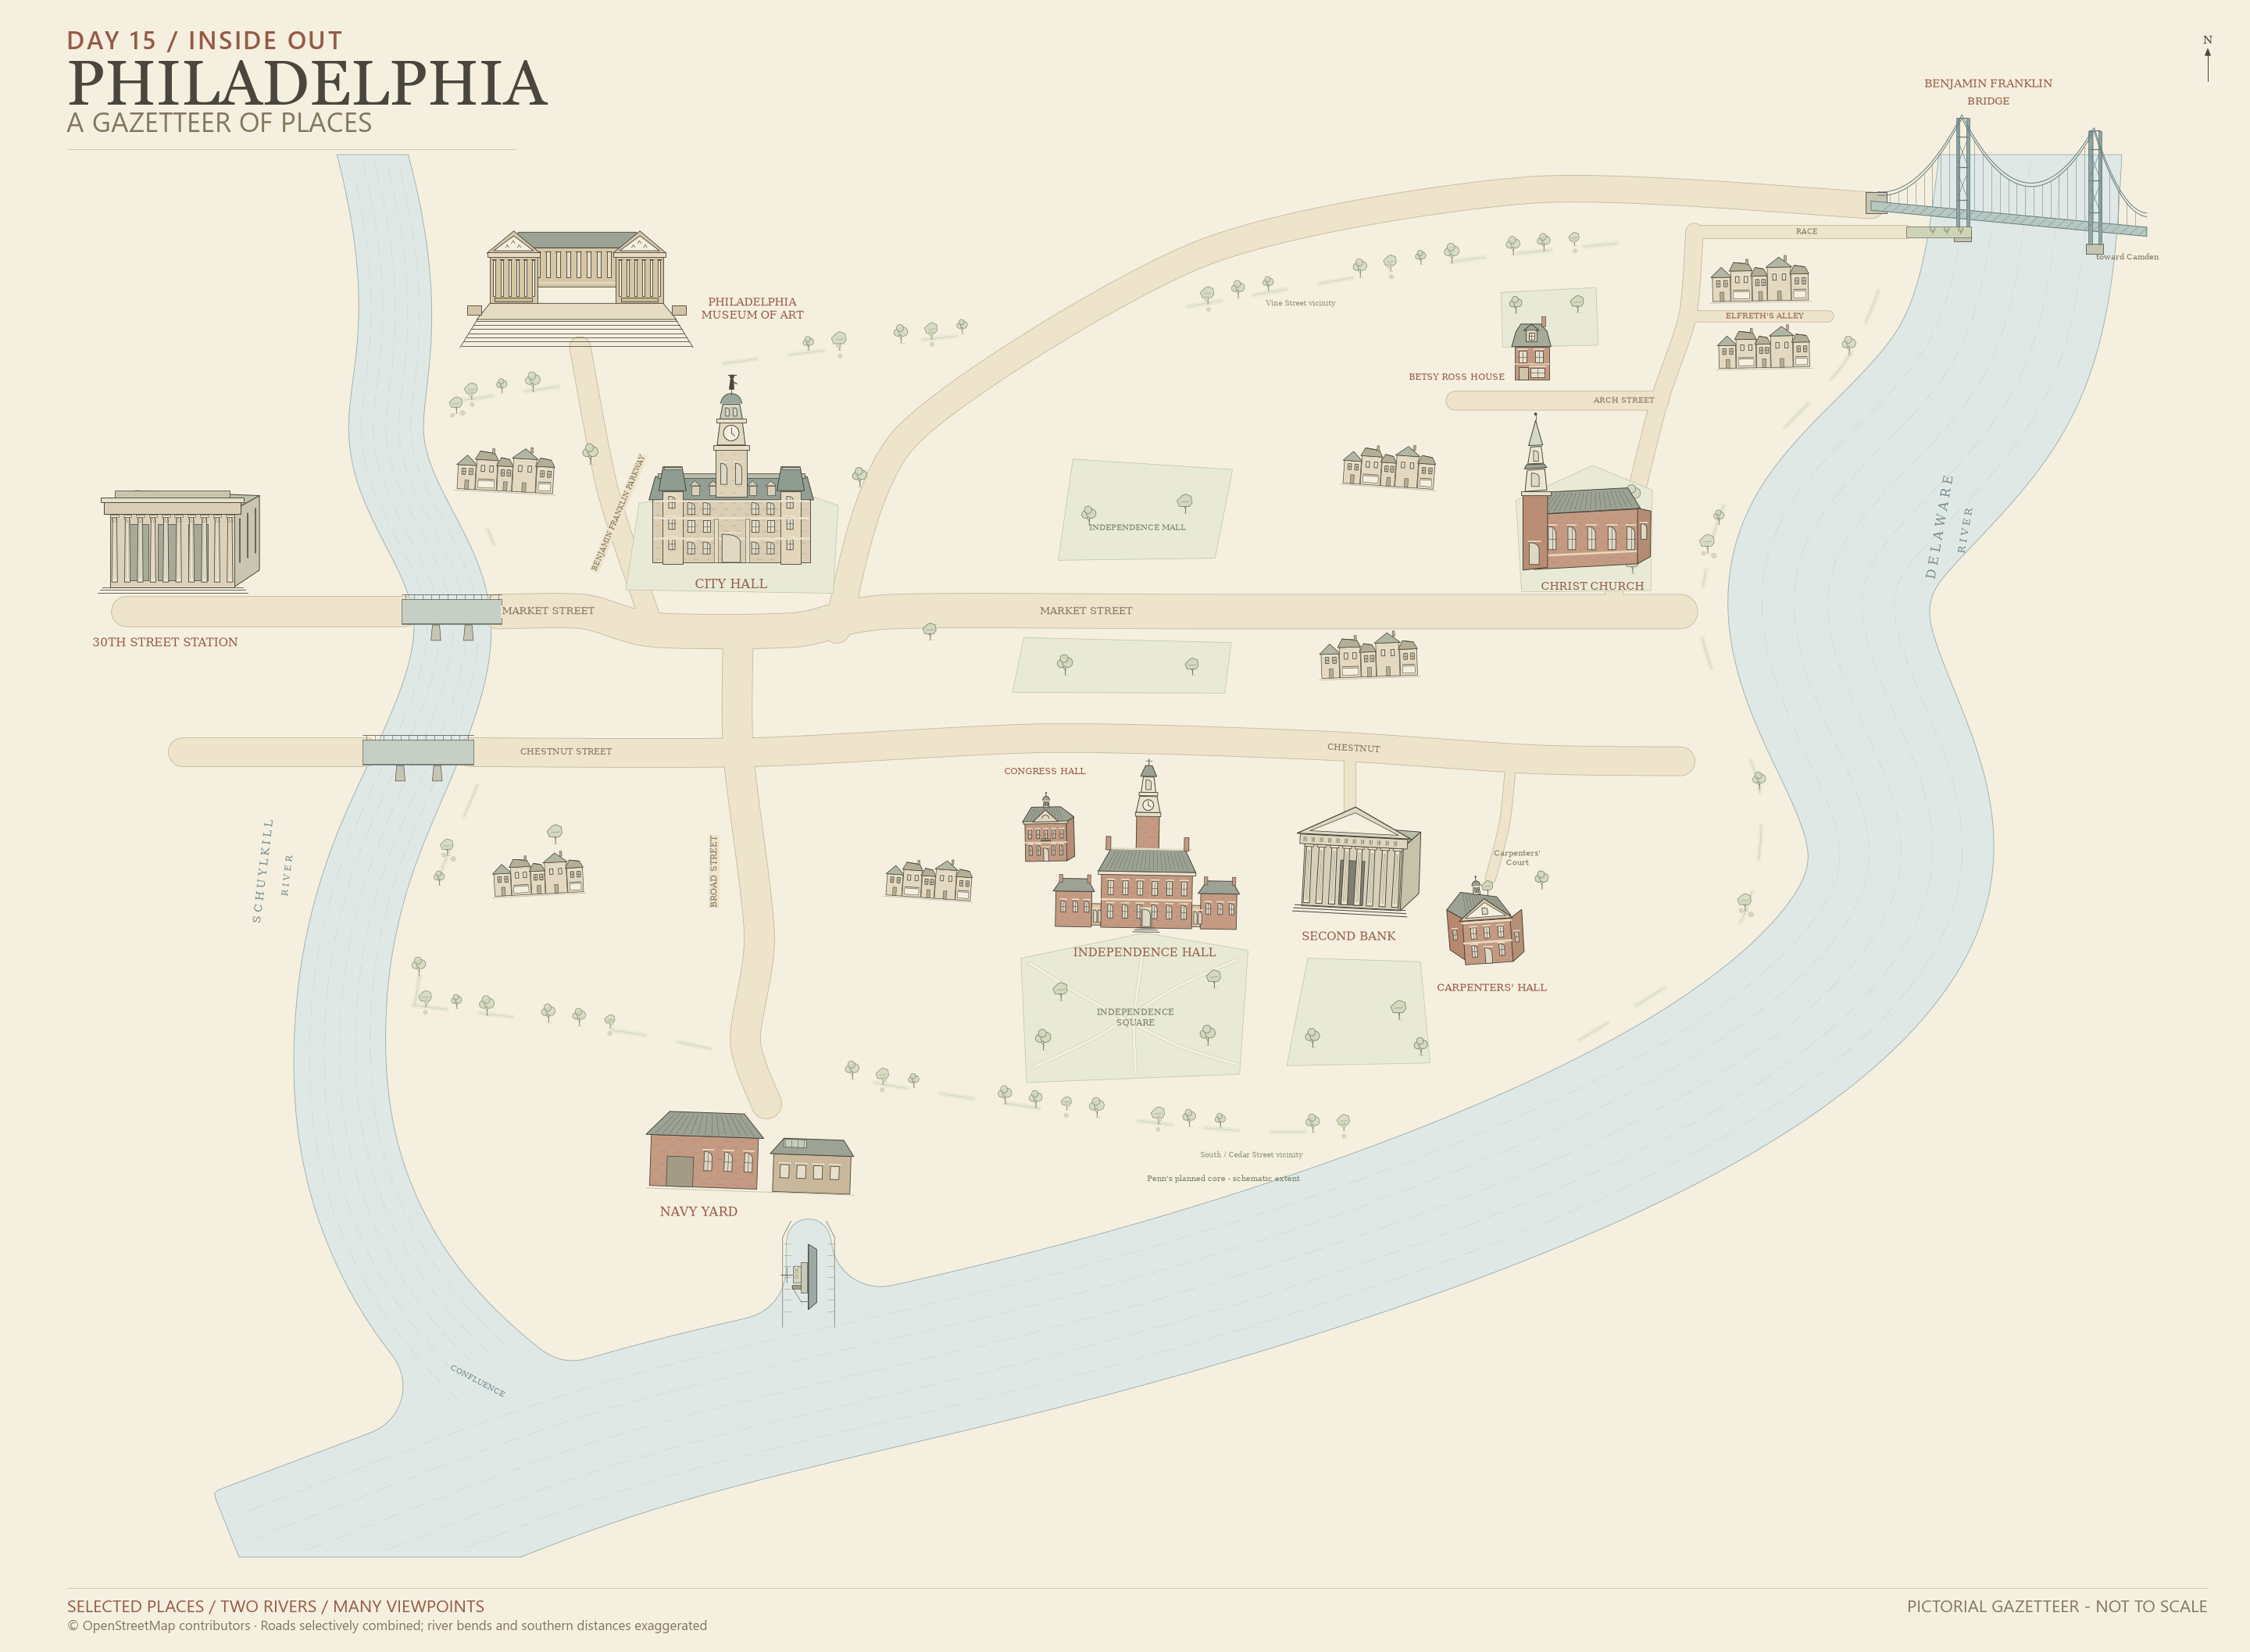 DAY 15 / INSIDE OUT
PHILADELPHIA
A GAZETTEER OF PLACES
N
BENJAMIN FRANKLIN
BRIDGE
RACE
toward Camden
PHILADELPHIA
MUSEUM OF ART
Vine Street vicinity
ELFRETH'S ALLEY
BETSY ROSS HOUSE
ARCH STREET
BENJAMIN FRANKLIN PARKWAY
INDEPENDENCE MALL
DELAWARE
RIVER
CITY HALL
CHRIST CHURCH
MARKET STREET
MARKET STREET
30TH STREET STATION
CHESTNUT STREET
CHESTNUT
CONGRESS HALL
SCHUYLKILL
RIVER
BROAD STREET
Carpenters'
Court
SECOND BANK
INDEPENDENCE HALL
CARPENTERS' HALL
INDEPENDENCE
SQUARE
South / Cedar Street vicinity
Penn's planned core - schematic extent
NAVY YARD
CONFLUENCE
SELECTED PLACES / TWO RIVERS / MANY VIEWPOINTS
PICTORIAL GAZETTEER - NOT TO SCALE
© OpenStreetMap contributors · Roads selectively combined; river bends and southern distances exaggerated